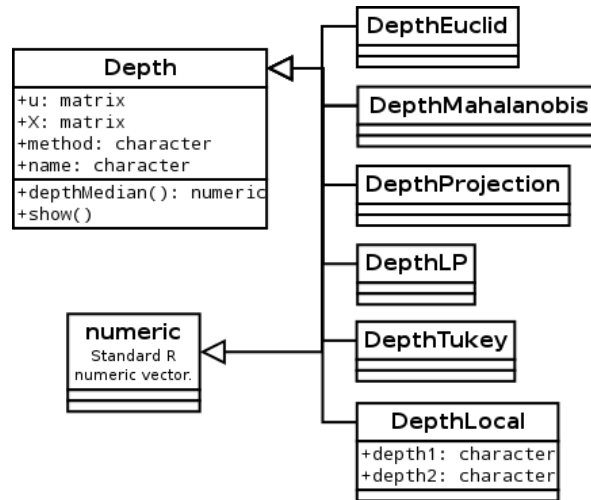 Depth
+u: matrix
+X: matrix
+method: character
+name: character
+depthMedian(): numeric
+show()
numeric
Standard R
numeric vector.
DepthEuclid
DepthMahalanobis
DepthProjection
DepthLP
DepthTukey
DepthLocal
+depth1: character
+depth2: character